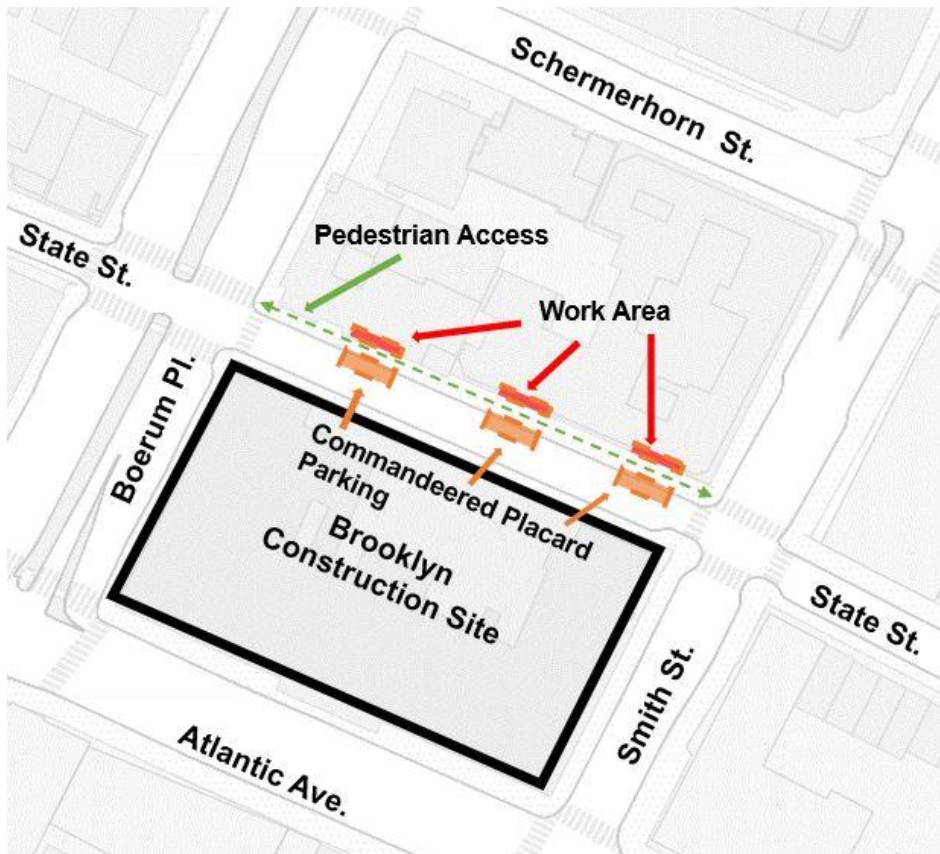 Schermerhorn St.
Pedestrian Access
State St.
Work Area
Boerum Pl.
Commandeered Placard
Parking
Brooklyn
Construction Site
State St.
Smith St.
Atlantic Ave.